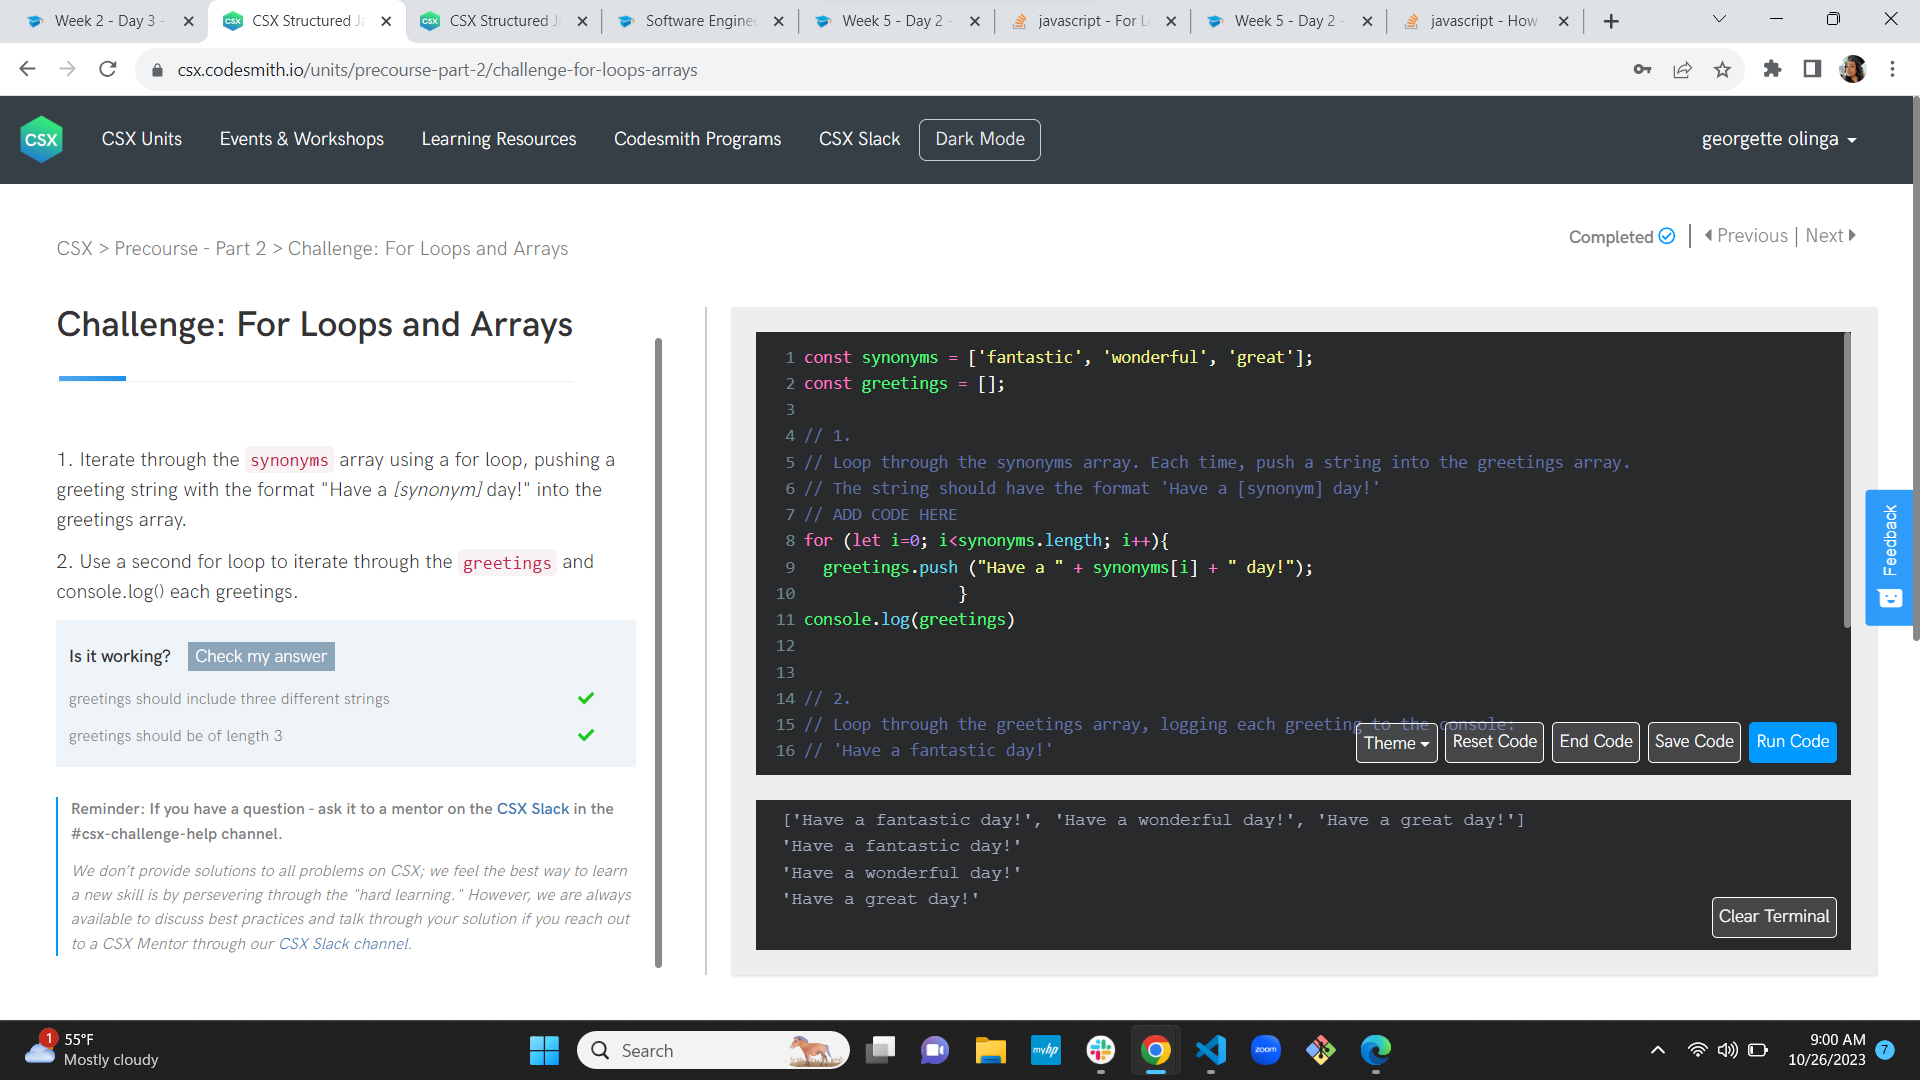 Week 2 - Day 3 -
CSX Structured Ja
CSX Structured Ja
Software Enginee
Week 5 - Day 2 -
javascript - For L
Week 5 - Day 2 -
javascript - How
csx.codesmith.io/units/precourse-part-2/challenge-for-loops-arrays
CSX
CSX Units
Events & Workshops
Learning Resources
Codesmith Programs
CSX Slack
Dark Mode
georgette olinga
CSX > Precourse - Part 2 > Challenge: For Loops and Arrays
Completed
Previous | Next
Challenge: For Loops and Arrays
1. Iterate through the synonyms array using a for loop, pushing a
greeting string with the format "Have a [synonym] day!" into the
greetings array.
2. Use a second for loop to iterate through the greetings and
console.log() each greetings.
Is it working? Check my answer
greetings should include three different strings
greetings should be of length 3
Reminder: If you have a question - ask it to a mentor on the CSX Slack in the
#csx-challenge-help channel.
We don’t provide solutions to all problems on CSX; we feel the best way to learn
a new skill is by persevering through the "hard learning." However, we are always
available to discuss best practices and talk through your solution if you reach out
to a CSX Mentor through our CSX Slack channel.
1 const synonyms = ['fantastic', 'wonderful', 'great'];
2 const greetings = [];
3
4 // 1.
5 // Loop through the synonyms array. Each time, push a string into the greetings array.
6 // The string should have the format 'Have a [synonym] day!'
7 // ADD CODE HERE
8 for (let i=0; i<synonyms.length; i++){
9 greetings.push ("Have a " + synonyms[i] + " day!");
10 }
11 console.log(greetings)
12
13
14 // 2.
15 // Loop through the greetings array, logging each greeting to the console:
16 // 'Have a fantastic day!'
Theme
Reset Code
End Code
Save Code
Run Code
['Have a fantastic day!', 'Have a wonderful day!', 'Have a great day!']
'Have a fantastic day!'
'Have a wonderful day!'
'Have a great day!'
Clear Terminal
Feedback
1
55°F
Mostly cloudy
Search
myhp
zoom
9:00 AM
10/26/2023
7